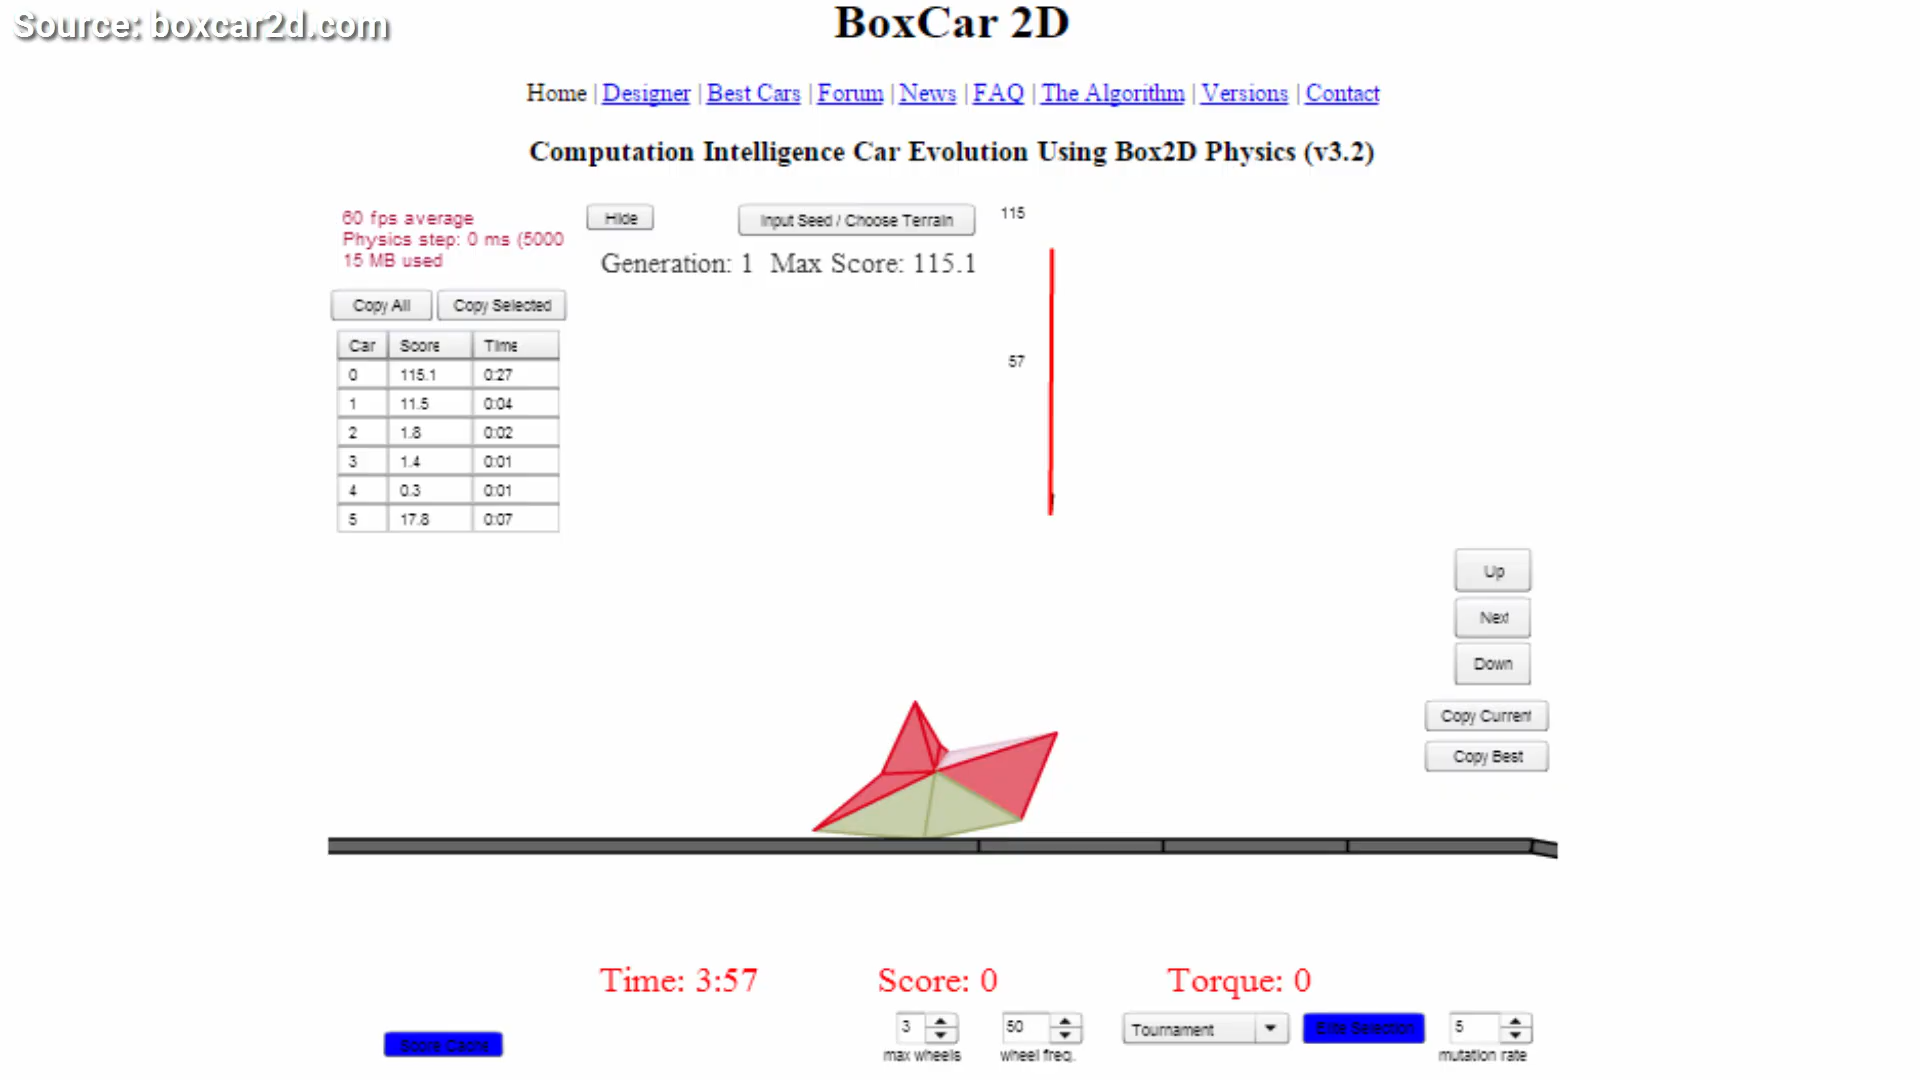 Source: boxcar2d.com
BoxCar 2D
Home | Designer | Best Cars | Forum | News | FAQ | The Algorithm | Versions | Contact
Computation Intelligence Car Evolution Using Box2D Physics (v3.2)
60 fps average
Physics step: 0 ms (5000
15 MB used
Hide
Input Seed / Choose Terrain
Generation: 1 Max Score: 115.1
115
57
Copy All
Copy Selected
Car Score Time
0 115.1 0:27
1 11.5 0:04
2 1.8 0:02
3 1.4 0:01
4 0.3 0:01
5 17.8 0:07
Up
Next
Down
Copy Current
Copy Best
Time: 3:57
Score: 0
Torque: 0
3
max wheels
50
wheel freq.
Tournament
Elite Selection
5
mutation rate
Score Cache